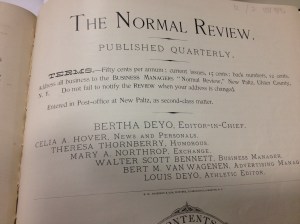 THE NORMAL REVIEW.
PUBLISHED QUARTERLY.
TERMS.—Fifty cents per annum; current issues, 15 cents; back numbers, 15 cents.
Address all business to the BUSINESS MANAGERS "Normal Review," New Paltz, Ulster County,
N. Y. Do not fail to notify the REVIEW when your address is changed.
Entered in Post-office at New Paltz, as second-class matter.
BERTHA DEYO, EDITOR-IN-CHIEF.
CELIA A. HOVER, NEWS AND PERSONALS.
THERESA THORNBERRY, HUMOROUS.
MARY A. NORTHROP, EXCHANGE.
WALTER SCOTT BENNETT, BUSINESS MANAGER.
BERT M. VAN WAGENEN, ADVERTISING MANAG
LOUIS DEYO, ATHLETIC EDITOR.
CONTENTS